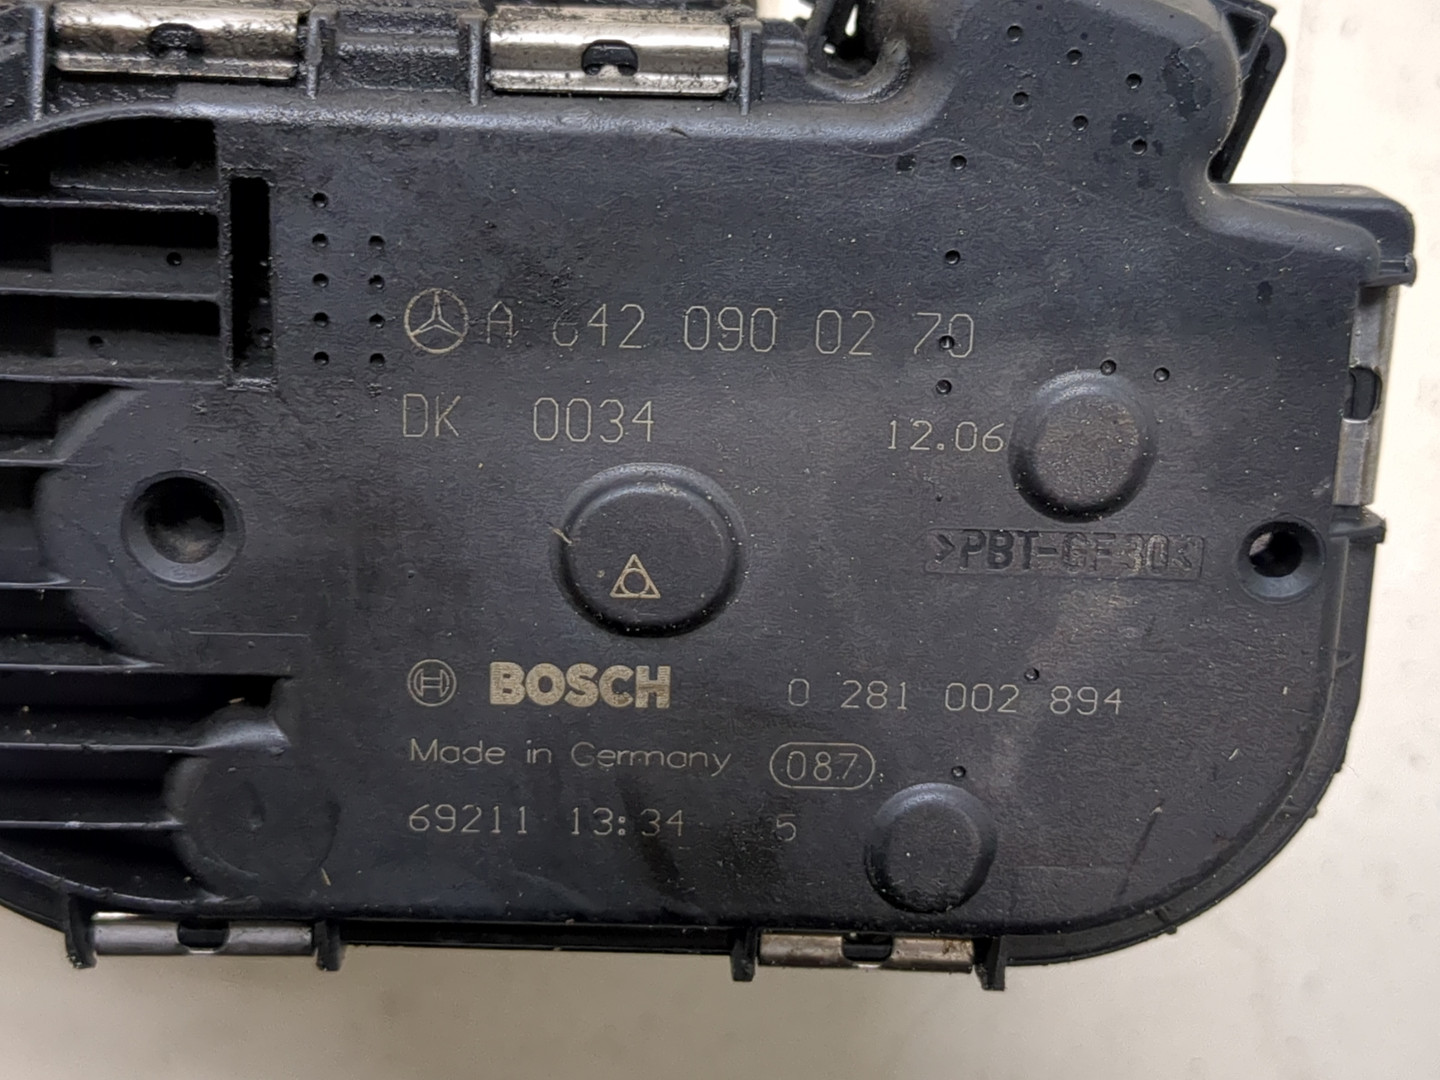 A 642 090 02 70
DK 0034 12.06
>PBT-GF30<
BOSCH 0 281 002 894
Made in Germany 087
69211 13:34 5